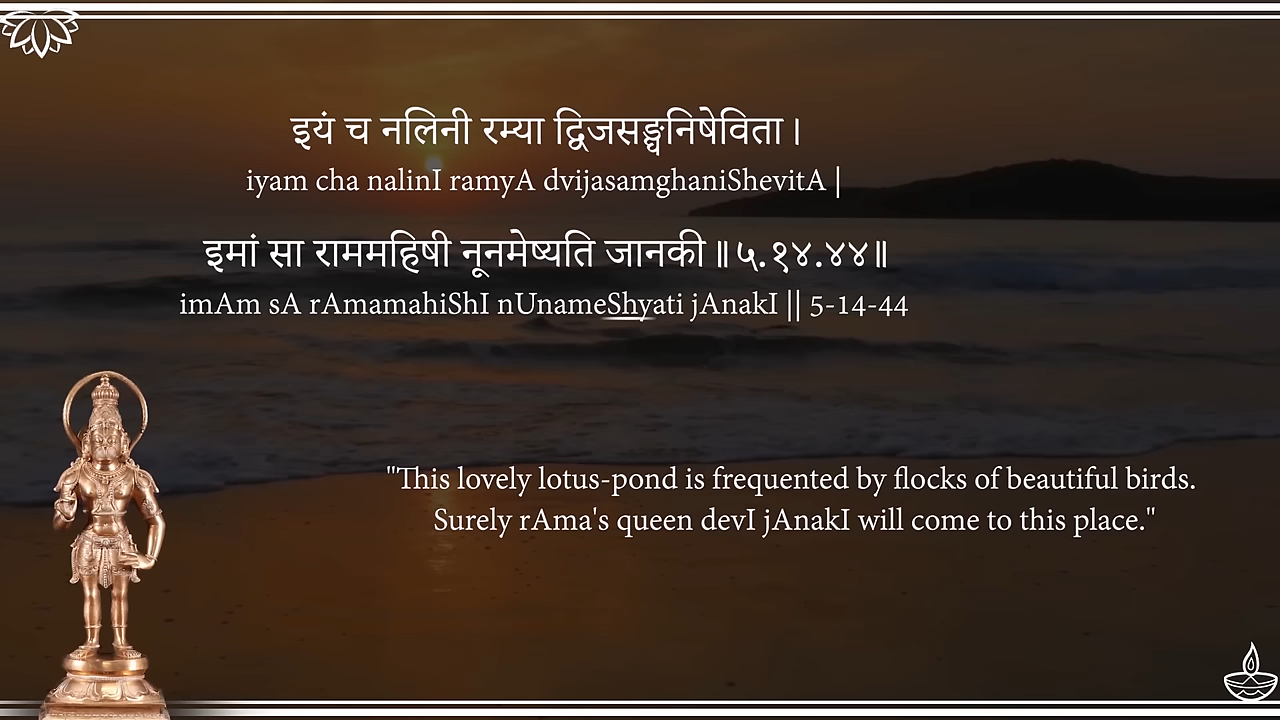 इयं च नलिनी रम्या द्विजसङ्घनिषेविता।
iyam cha nalinI ramyA dvijasamghaniShevitA |
इमां सा राममहिषी नूनमेष्यति जानकी॥५.१४.४४॥
imAm sA rAmamahiShI nUnameShyati jAnakI || 5-14-44
"This lovely lotus-pond is frequented by flocks of beautiful birds.
Surely rAma's queen devI jAnakI will come to this place."